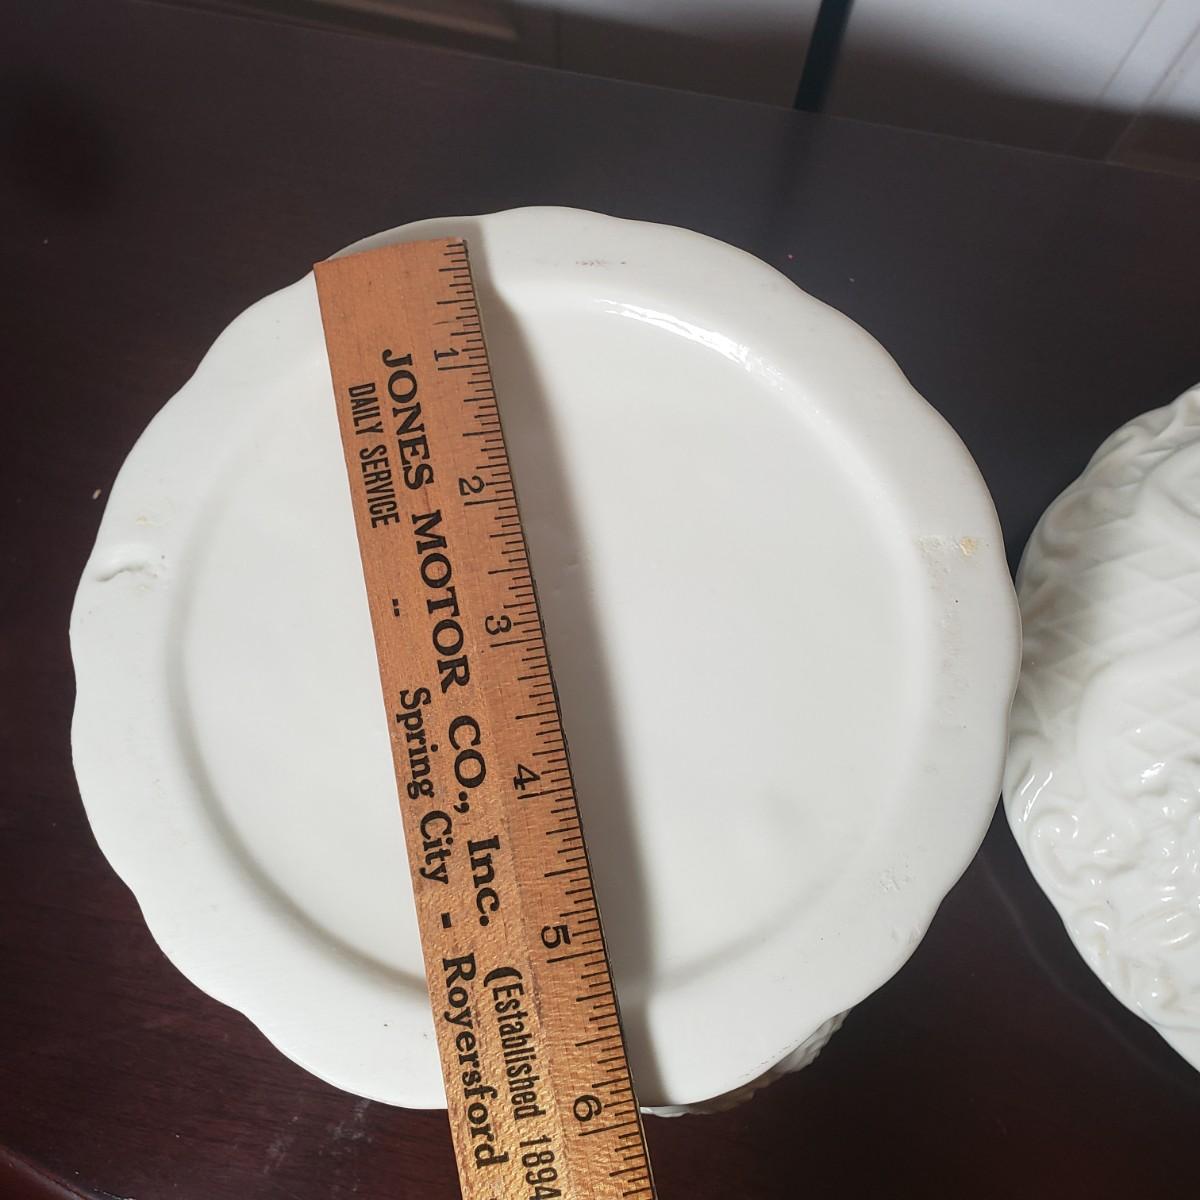 1 2 3 4 5 6
JONES MOTOR CO., Inc. (Established 1894
DAILY SERVICE -- Spring City - Royersford